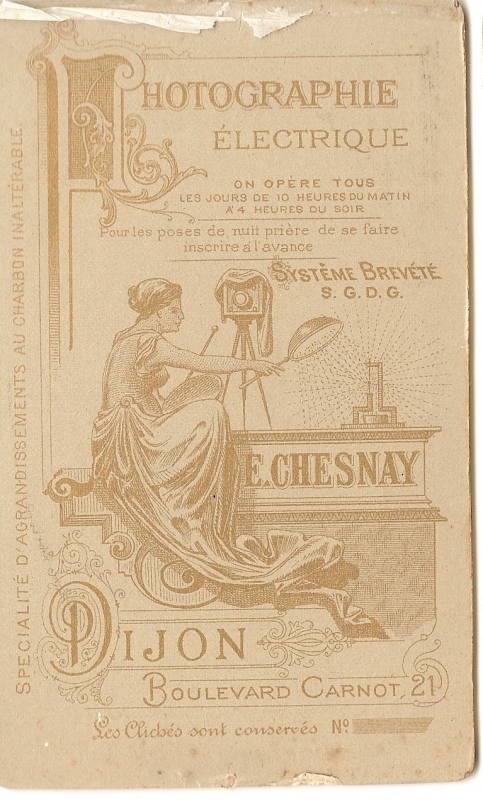 PHOTOGRAPHIE
ÉLECTRIQUE
ON OPÈRE TOUS
LES JOURS DE 10 HEURES DU MATIN
A'4 HEURES DU SOIR
Pour les poses de nuit prière de se faire
inscrire á l'avance
SYSTÈME BREVÉTÉ
S. G. D. G.
E. CHESNAY
DIJON
BOULEVARD CARNOT, 21
Les Clichés sont conservés Nº
SPECIALITÉ D'AGRANDISSEMENTS AU CHARBON INALTÉRABLE